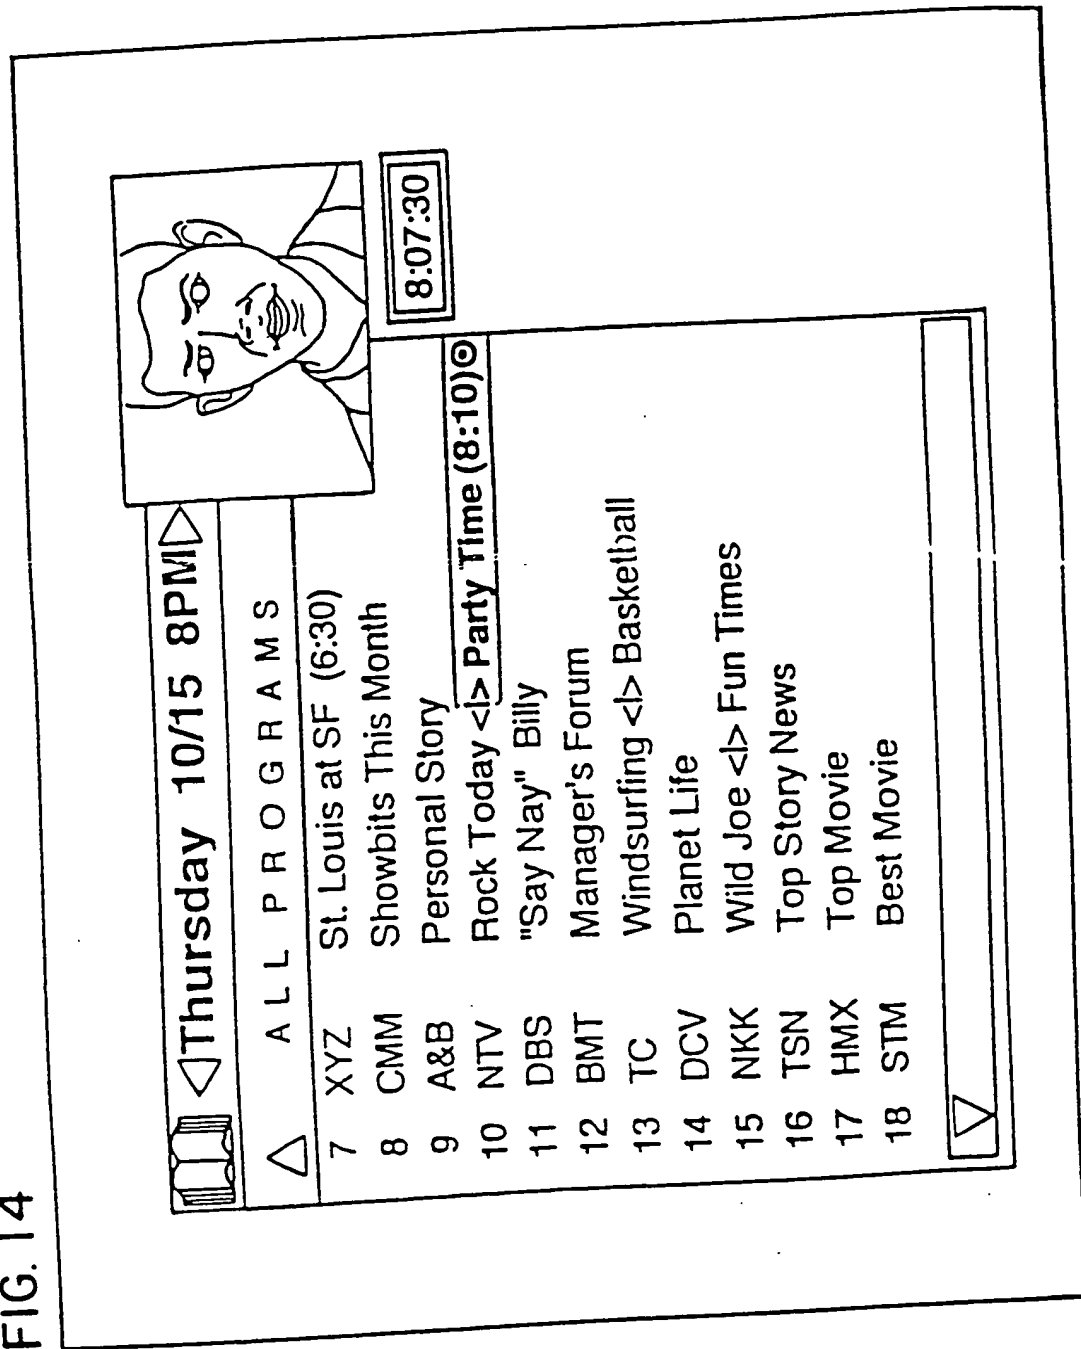 FIG. 14
Thursday 10/15 8PM
ALL PROGRAMS
8:07:30
7 XYZ St. Louis at SF (6:30)
8 CMM Showbits This Month
9 A&B Personal Story
10 NTV Rock Today <I> Party Time (8:10)
11 DBS "Say Nay" Billy
12 BMT Manager's Forum
13 TC Windsurfing <I> Basketball
14 DCV Planet Life
15 NKK Wild Joe <I> Fun Times
16 TSN Top Story News
17 HMX Top Movie
18 STM Best Movie